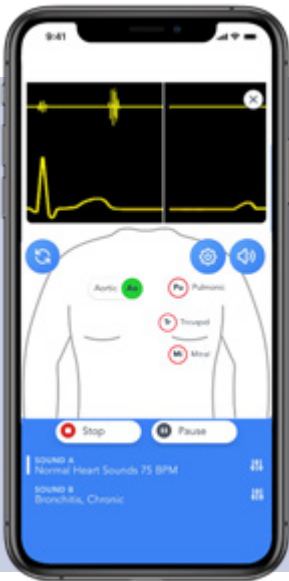 9:41
Aortic Ao
Pu Pulmonic
Tr Tricuspid
Mi Mitral
Stop
Pause
SOUND A
Normal Heart Sounds 75 BPM
SOUND B
Bronchitis, Chronic